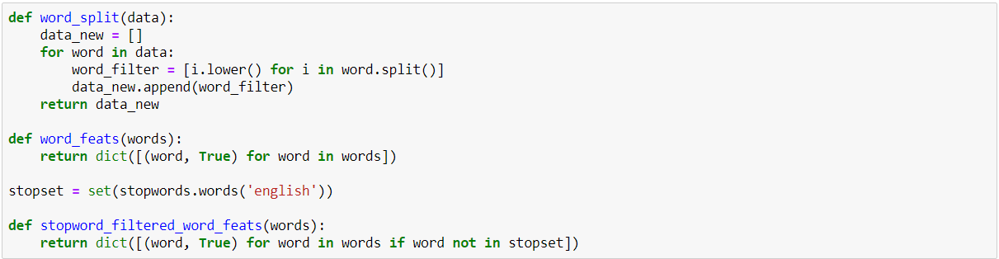 def word_split(data):
    data_new = []
    for word in data:
        word_filter = [i.lower() for i in word.split()]
        data_new.append(word_filter)
    return data_new

def word_feats(words):
    return dict([(word, True) for word in words])

stopset = set(stopwords.words('english'))

def stopword_filtered_word_feats(words):
    return dict([(word, True) for word in words if word not in stopset])